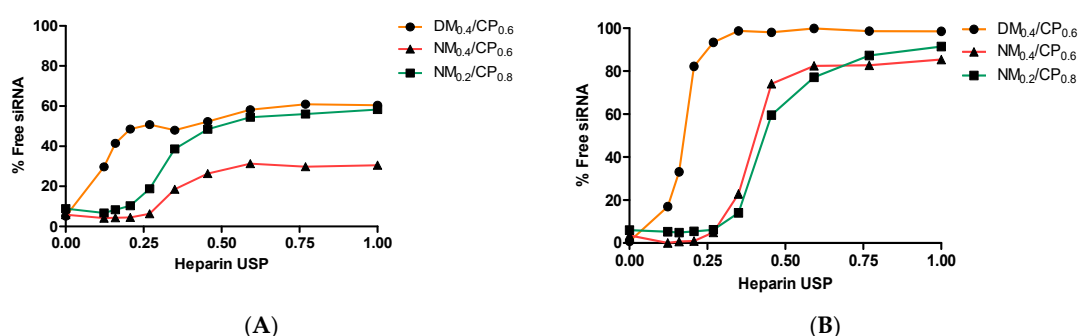 100
80
60
40
20
0
% Free siRNA
0.00
0.25
0.50
0.75
1.00
Heparin USP
DM0.4/CP0.6
NM0.4/CP0.6
NM0.2/CP0.8
(A)
100
80
60
40
20
0
% Free siRNA
0.00
0.25
0.50
0.75
1.00
Heparin USP
DM0.4/CP0.6
NM0.4/CP0.6
NM0.2/CP0.8
(B)